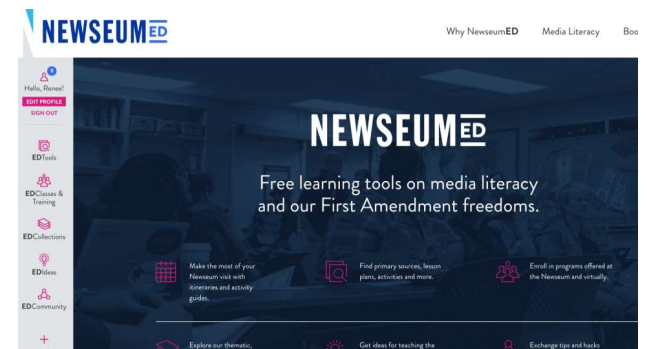 NEWSEUMED
Why NewseumED Media Literacy Boo
0
Hello, Renee!
EDIT PROFILE
SIGN OUT
EDTools
EDClasses &
Training
EDCollections
EDIdeas
EDCommunity
NEWSEUMED
Free learning tools on media literacy
and our First Amendment freedoms.
Make the most of your
Newseum visit with
itineraries and activity
guides.
Find primary sources, lesson
plans, activities and more.
Enroll in programs offered at
the Newseum and virtually.
Explore our thematic,
Get ideas for teaching the
Exchange tips and hacks